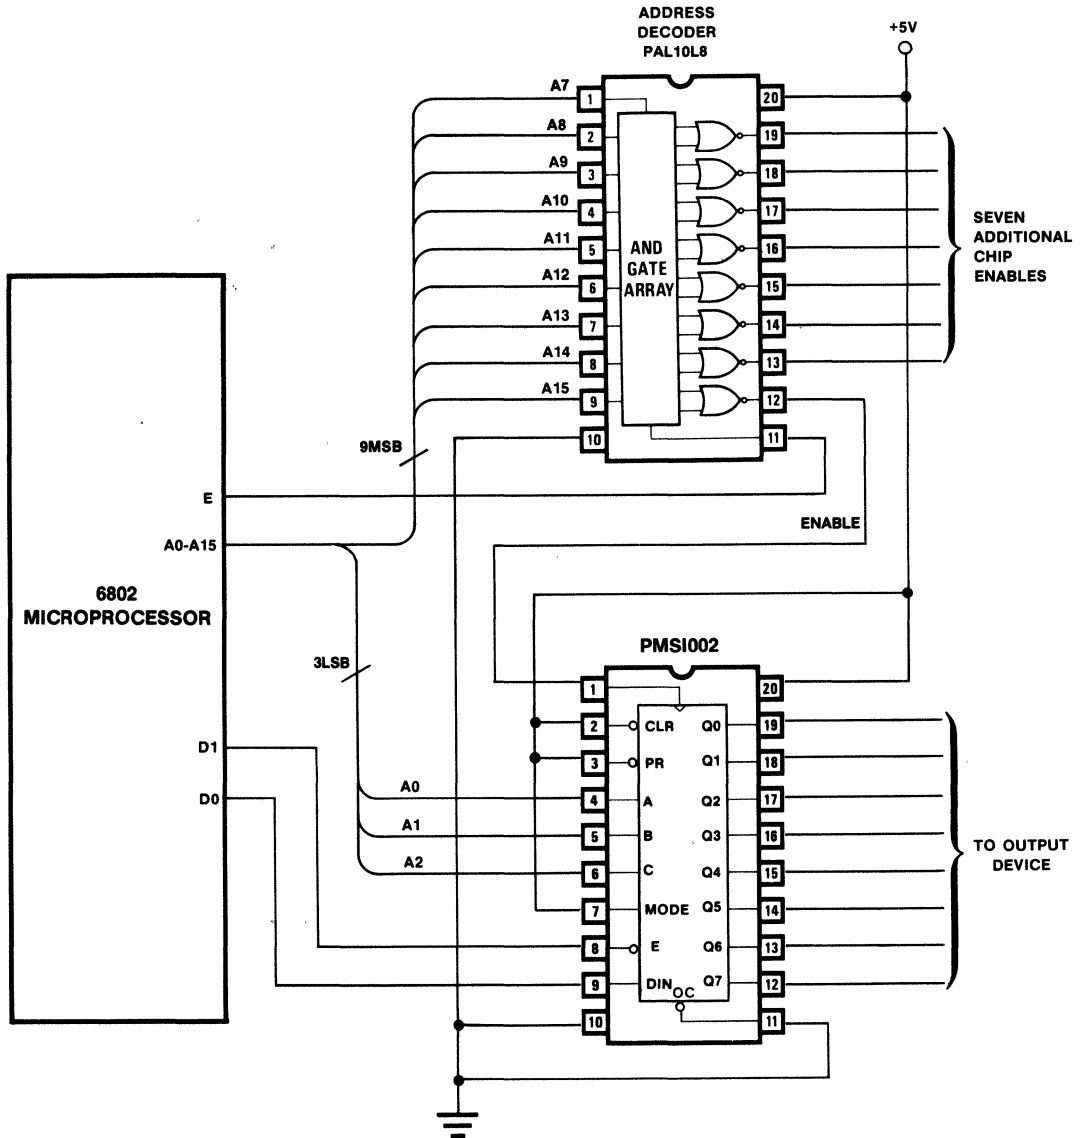 ADDRESS
DECODER
PAL10L8
+5V
A7
A8
A9
A10
A11
A12
A13
A14
A15
1
2
3
4
5
6
7
8
9
10
AND
GATE
ARRAY
20
19
18
17
16
15
14
13
12
11
SEVEN
ADDITIONAL
CHIP
ENABLES
9MSB
E
A0-A15
ENABLE
6802
MICROPROCESSOR
3LSB
D1
D0
PMSI002
A0
A1
A2
1
2
3
4
5
6
7
8
9
10
CLR
PR
A
B
C
MODE
E
DIN
OC
Q0
Q1
Q2
Q3
Q4
Q5
Q6
Q7
20
19
18
17
16
15
14
13
12
11
TO OUTPUT
DEVICE